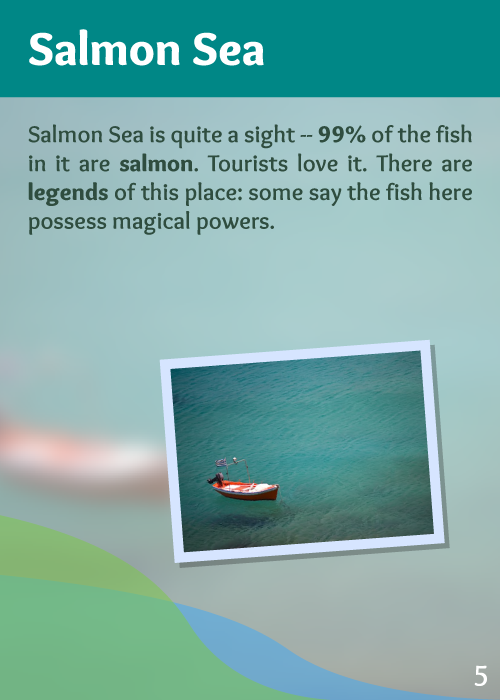 Salmon Sea
Salmon Sea is quite a sight -- 99% of the fish
in it are salmon. Tourists love it. There are
legends of this place: some say the fish here
possess magical powers.
5